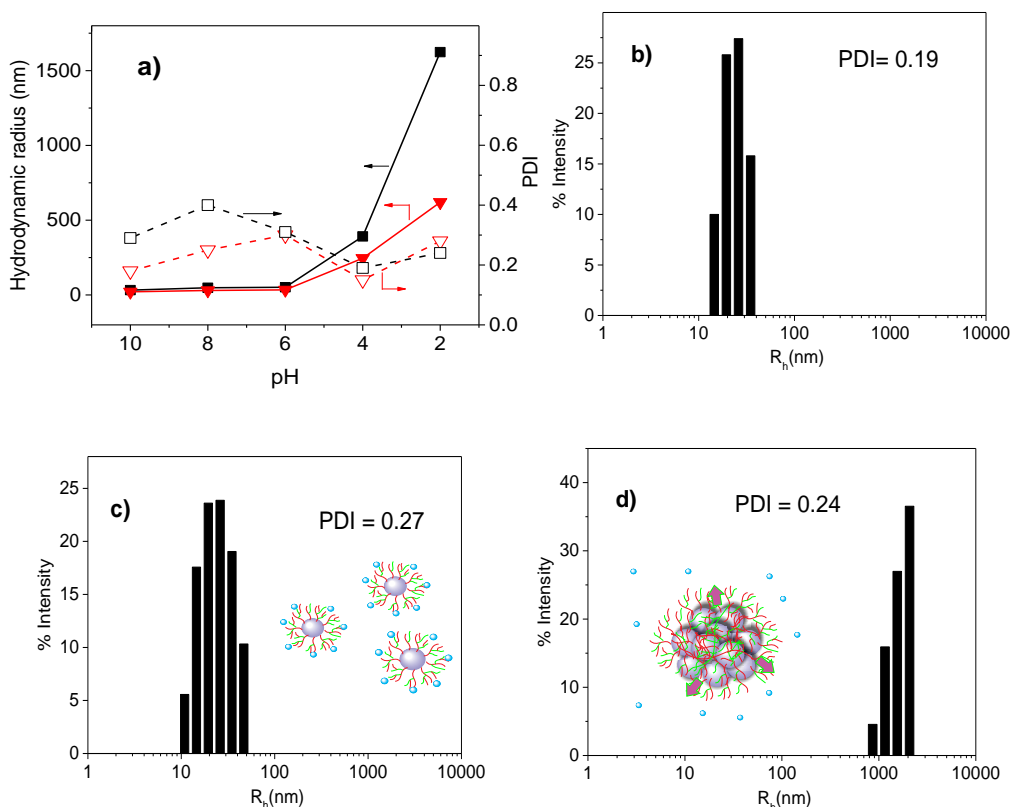 a)
Hydrodynamic radius (nm)
1500
1000
500
0
10 8 6 4 2
pH
0.8
0.6
0.4
0.2
0.0
PDI
b)
PDI= 0.19
% Intensity
25
20
15
10
5
0
1 10 100 1000 10000
Rh(nm)
c)
PDI = 0.27
% Intensity
25
20
15
10
5
0
1 10 100 1000 10000
Rh(nm)
d)
PDI = 0.24
% Intensity
40
30
20
10
0
1 10 100 1000 10000
Rh(nm)